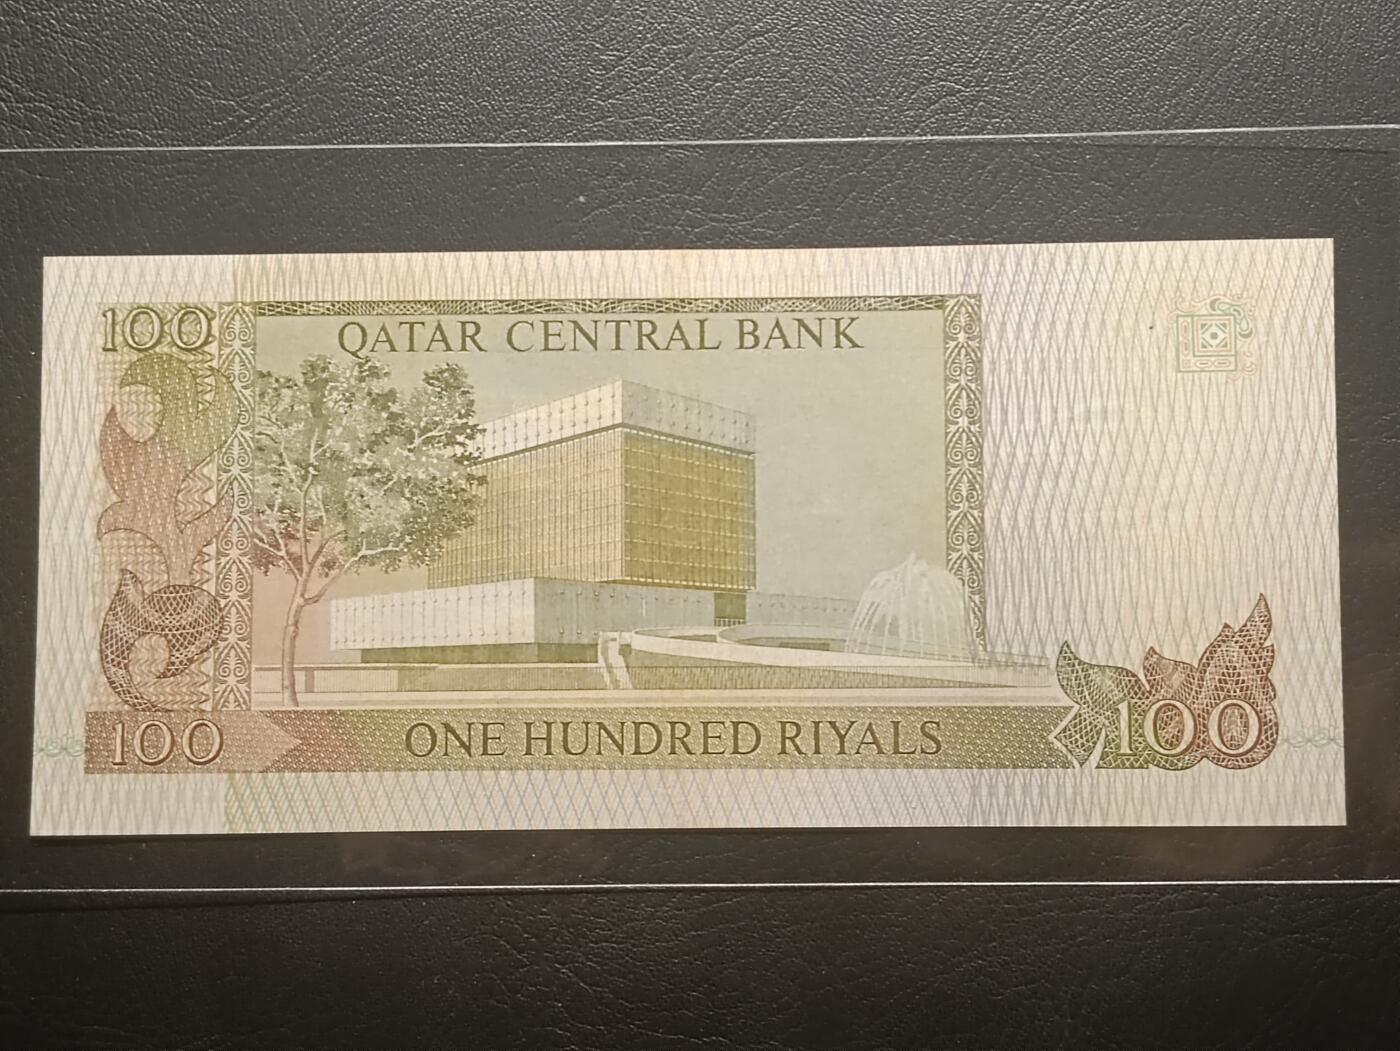 100
QATAR CENTRAL BANK
100
ONE HUNDRED RIYALS
100